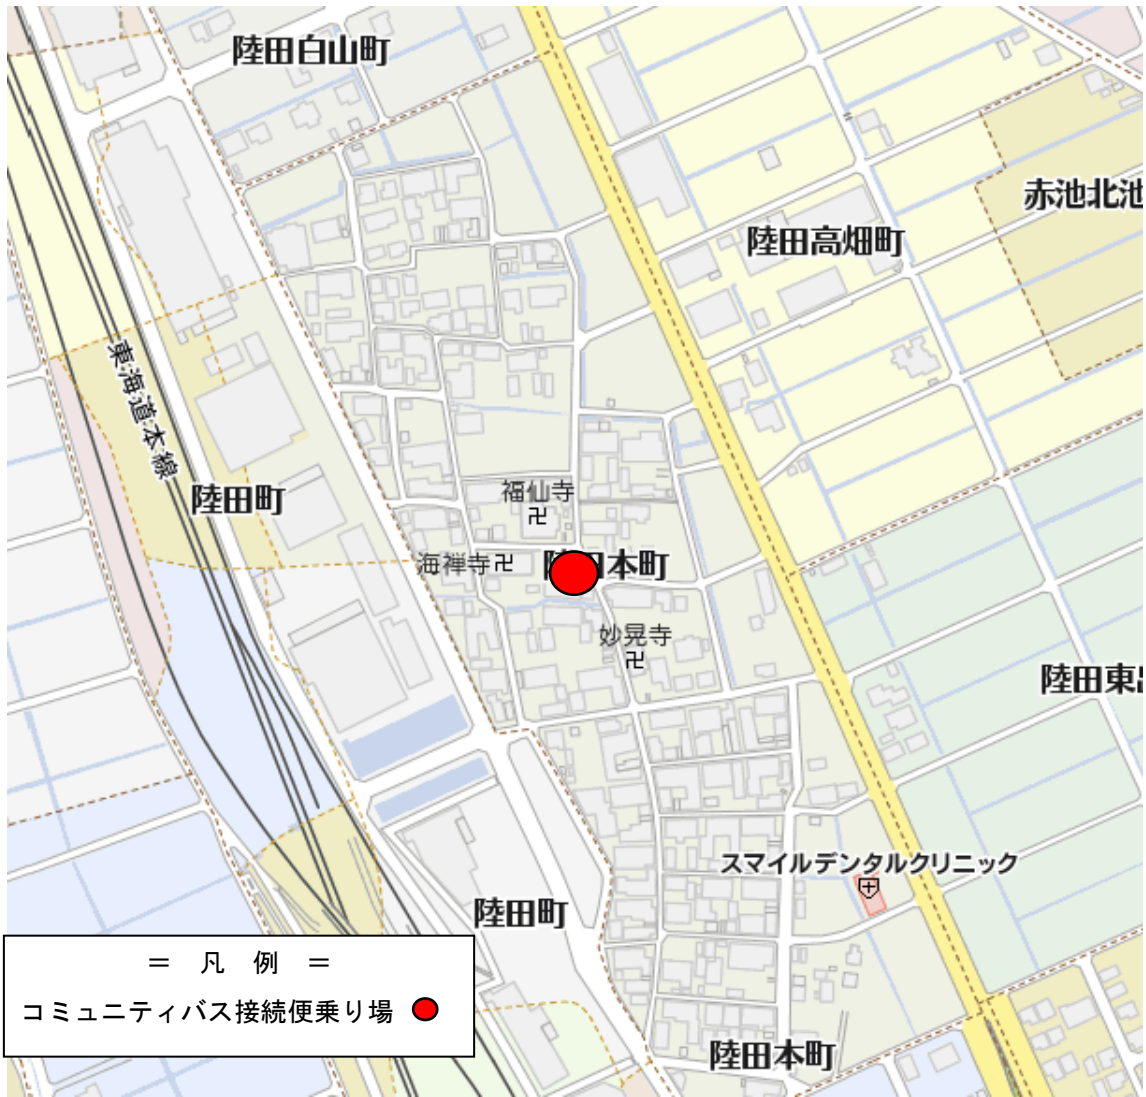 陸田白山町
赤池北池
陸田高畑町
東海道本線
陸田町
福仙寺
海禅寺
陸田本町
妙晃寺
陸田東出
スマイルデンタルクリニック
陸田町
= 凡 例 =
コミュニティバス接続便乗り場
陸田本町